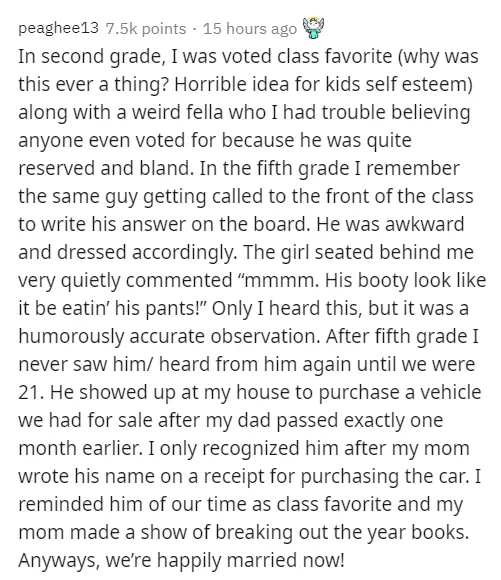 peaghee13 7.5k points · 15 hours ago
In second grade, I was voted class favorite (why was
this ever a thing? Horrible idea for kids self esteem)
along with a weird fella who I had trouble believing
anyone even voted for because he was quite
reserved and bland. In the fifth grade I remember
the same guy getting called to the front of the class
to write his answer on the board. He was awkward
and dressed accordingly. The girl seated behind me
very quietly commented “mmmm. His booty look like
it be eatin’ his pants!” Only I heard this, but it was a
humorously accurate observation. After fifth grade I
never saw him/ heard from him again until we were
21. He showed up at my house to purchase a vehicle
we had for sale after my dad passed exactly one
month earlier. I only recognized him after my mom
wrote his name on a receipt for purchasing the car. I
reminded him of our time as class favorite and my
mom made a show of breaking out the year books.
Anyways, we’re happily married now!